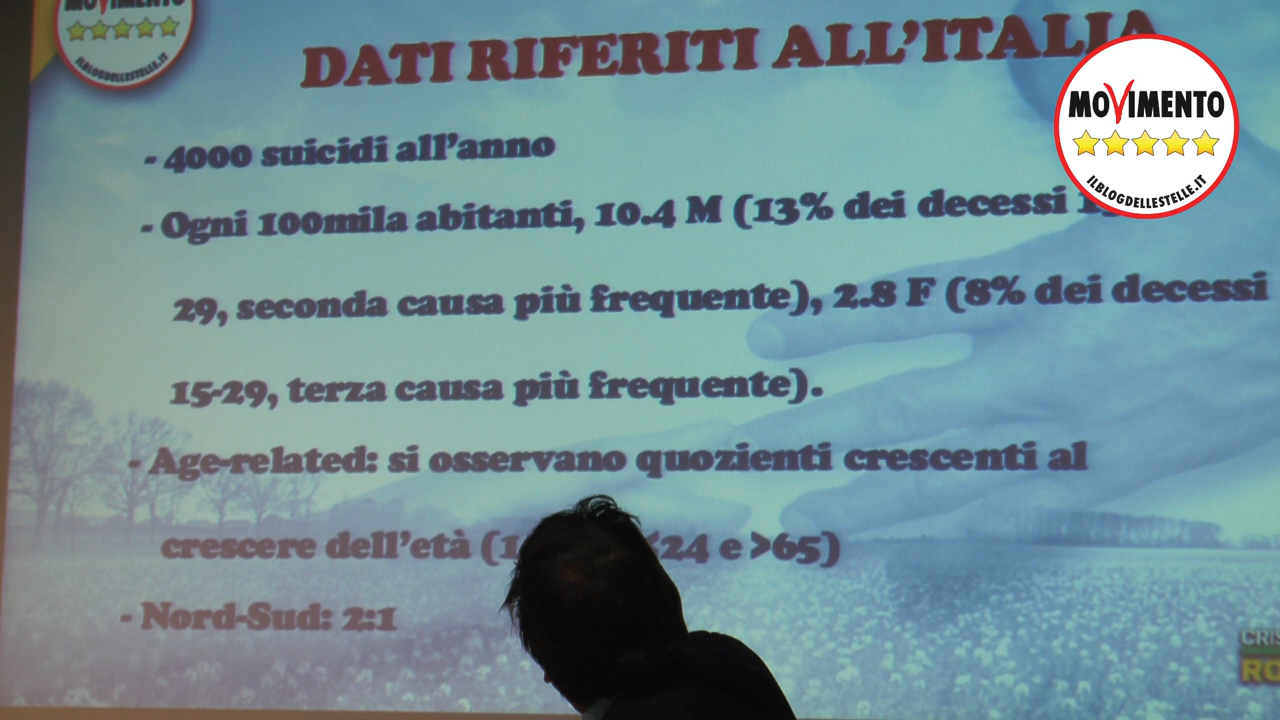 MOVIMENTO
ILBLOGDELLESTELLE.IT
DATI RIFERITI ALL'ITALIA
MOVIMENTO
ILBLOGDELLESTELLE.IT
- 4000 suicidi all'anno
- Ogni 100mila abitanti, 10.4 M (13% dei decessi
29, seconda causa più frequente), 2.8 F (8% dei decessi
15-29, terza causa più frequente).
- Age-related: si osservano quozienti crescenti al
crescere dell'età ( <24 e >65)
- Nord-Sud: 2:1